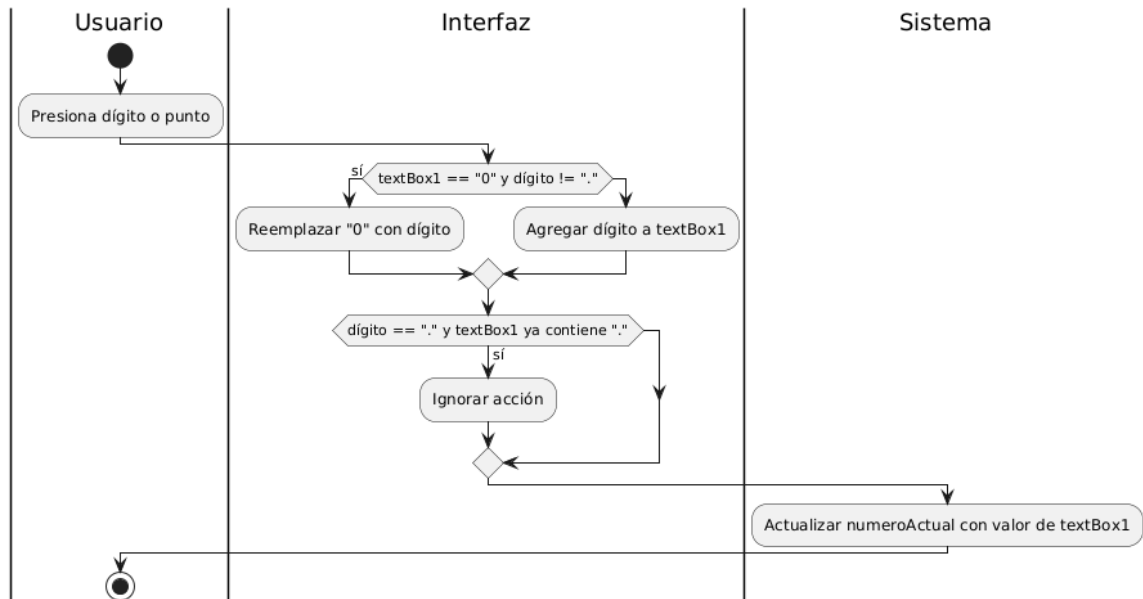 Usuario
Interfaz
Sistema
Presiona dígito o punto
sí
textBox1 == "0" y dígito != "."
Reemplazar "0" con dígito
Agregar dígito a textBox1
dígito == "." y textBox1 ya contiene "."
sí
Ignorar acción
Actualizar numeroActual con valor de textBox1